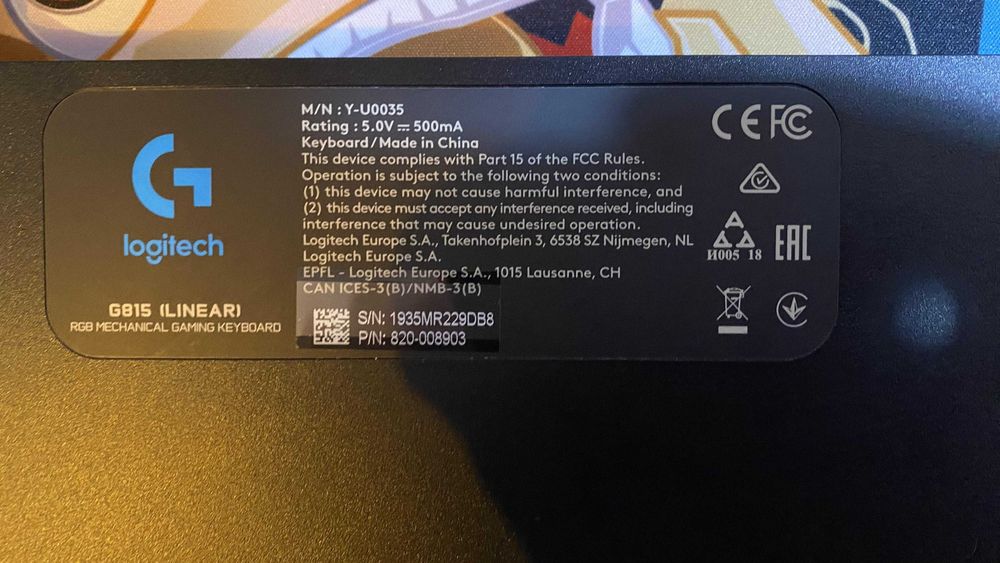 logitech
G815 (LINEAR)
RGB MECHANICAL GAMING KEYBOARD
M/N : Y-U0035
Rating : 5.0V ⎓ 500mA
Keyboard / Made in China
This device complies with Part 15 of the FCC Rules.
Operation is subject to the following two conditions:
(1) this device may not cause harmful interference, and
(2) this device must accept any interference received, including
interference that may cause undesired operation.
Logitech Europe S.A., Takenhofplein 3, 6538 SZ Nijmegen, NL
Logitech Europe S.A.
EPFL - Logitech Europe S.A., 1015 Lausanne, CH
CAN ICES-3(B)/NMB-3(B)
S/N: 1935MR229DB8
P/N: 820-008903
CE FC
И005 18
EAC